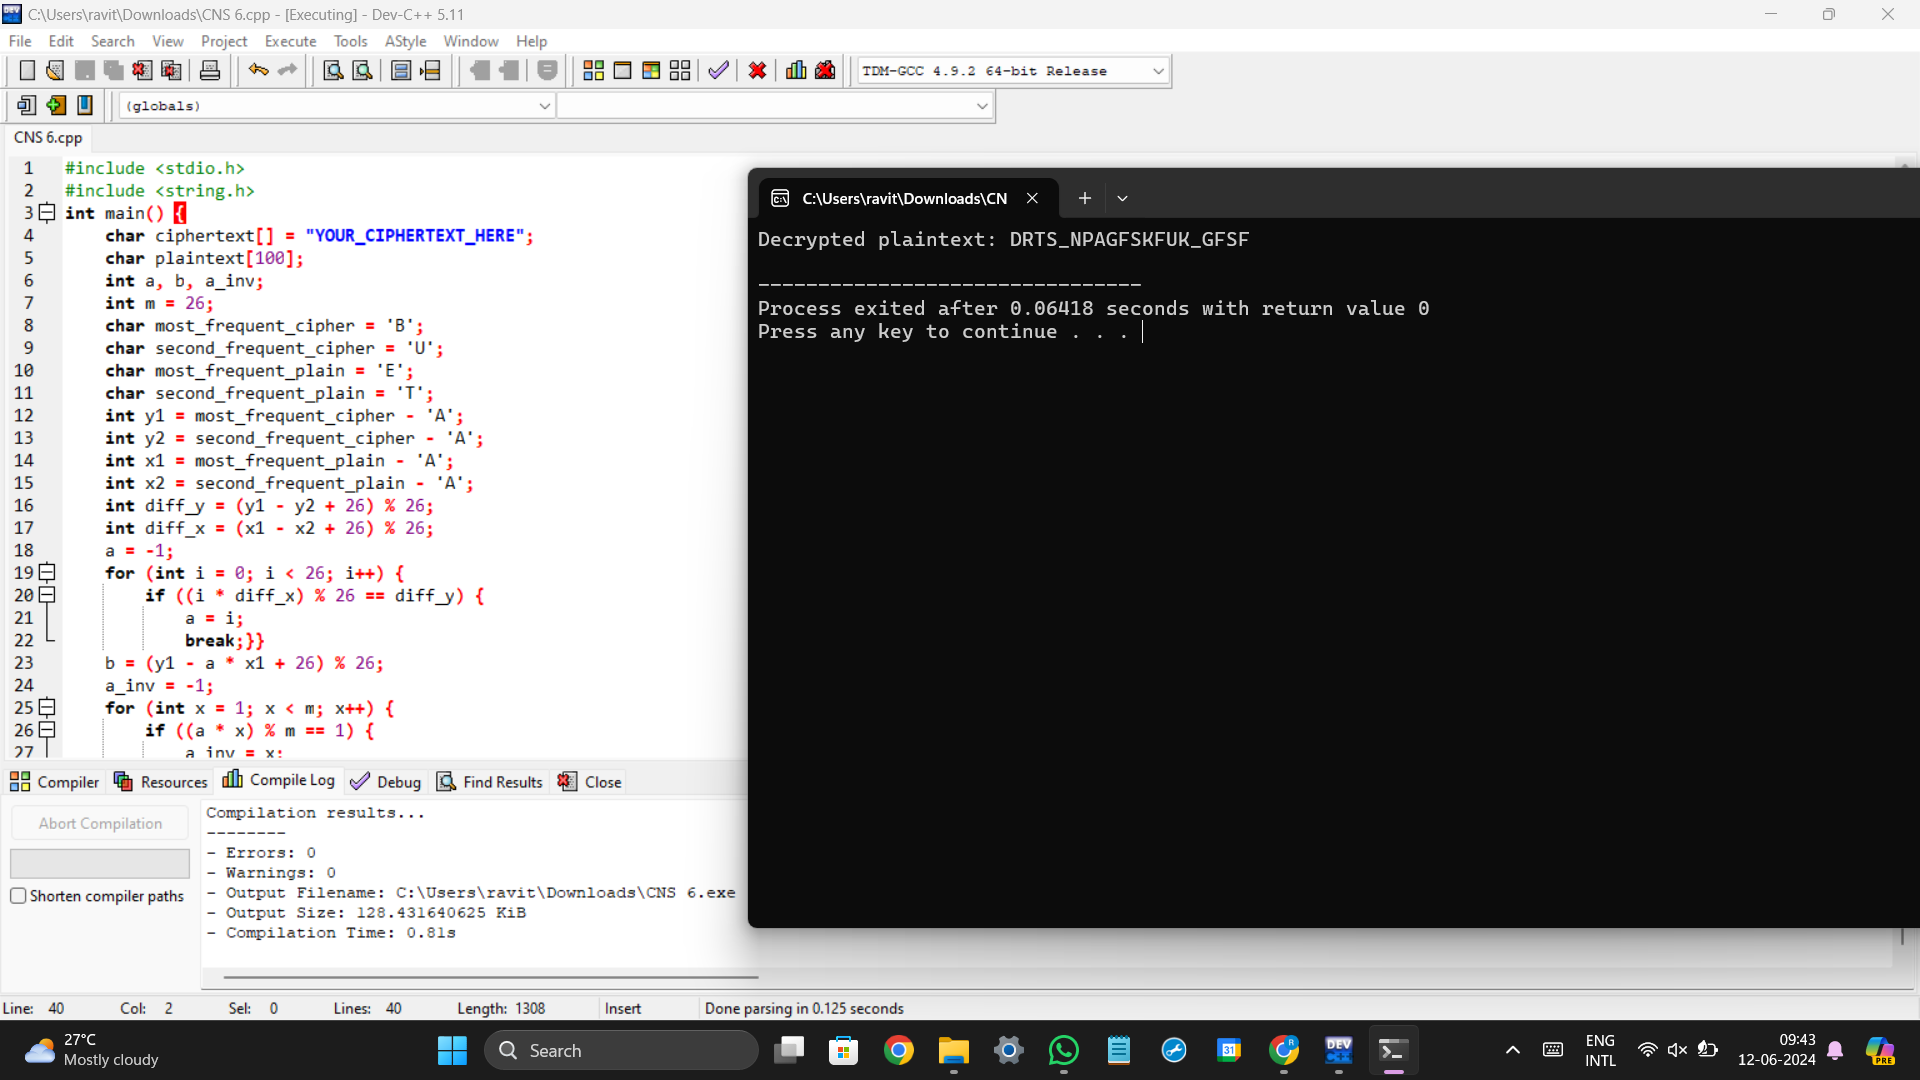 C:\Users\ravit\Downloads\CNS 6.cpp - [Executing] - Dev-C++ 5.11
File Edit Search View Project Execute Tools AStyle Window Help
TDM-GCC 4.9.2 64-bit Release
(globals)
CNS 6.cpp
1 #include <stdio.h>
2 #include <string.h>
3 int main() {
4 char ciphertext[] = "YOUR_CIPHERTEXT_HERE";
5 char plaintext[100];
6 int a, b, a_inv;
7 int m = 26;
8 char most_frequent_cipher = 'B';
9 char second_frequent_cipher = 'U';
10 char most_frequent_plain = 'E';
11 char second_frequent_plain = 'T';
12 int y1 = most_frequent_cipher - 'A';
13 int y2 = second_frequent_cipher - 'A';
14 int x1 = most_frequent_plain - 'A';
15 int x2 = second_frequent_plain - 'A';
16 int diff_y = (y1 - y2 + 26) % 26;
17 int diff_x = (x1 - x2 + 26) % 26;
18 a = -1;
19 for (int i = 0; i < 26; i++) {
20 if ((i * diff_x) % 26 == diff_y) {
21 a = i;
22 break;}}
23 b = (y1 - a * x1 + 26) % 26;
24 a_inv = -1;
25 for (int x = 1; x < m; x++) {
26 if ((a * x) % m == 1) {
27 a_inv = x;
C:\Users\ravit\Downloads\CN
Decrypted plaintext: DRTS_NPAGFSKFUK_GFSF
--------------------------------
Process exited after 0.06418 seconds with return value 0
Press any key to continue . . .
Compiler Resources Compile Log Debug Find Results Close
Abort Compilation
Shorten compiler paths
Compilation results...
--------
- Errors: 0
- Warnings: 0
- Output Filename: C:\Users\ravit\Downloads\CNS 6.exe
- Output Size: 128.431640625 KiB
- Compilation Time: 0.81s
Line: 40 Col: 2 Sel: 0 Lines: 40 Length: 1308 Insert Done parsing in 0.125 seconds
27°C
Mostly cloudy
Search
31
R
DEV
PRE
ENG
INTL
09:43
12-06-2024